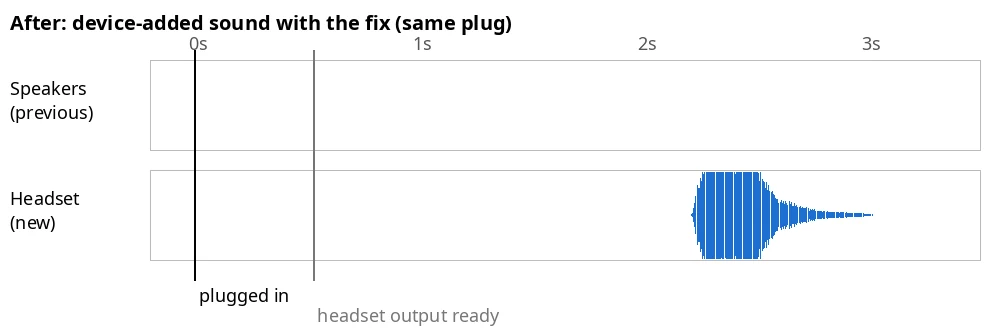 After: device-added sound with the fix (same plug)
0s 1s 2s 3s
Speakers
(previous)
Headset
(new)
plugged in
headset output ready